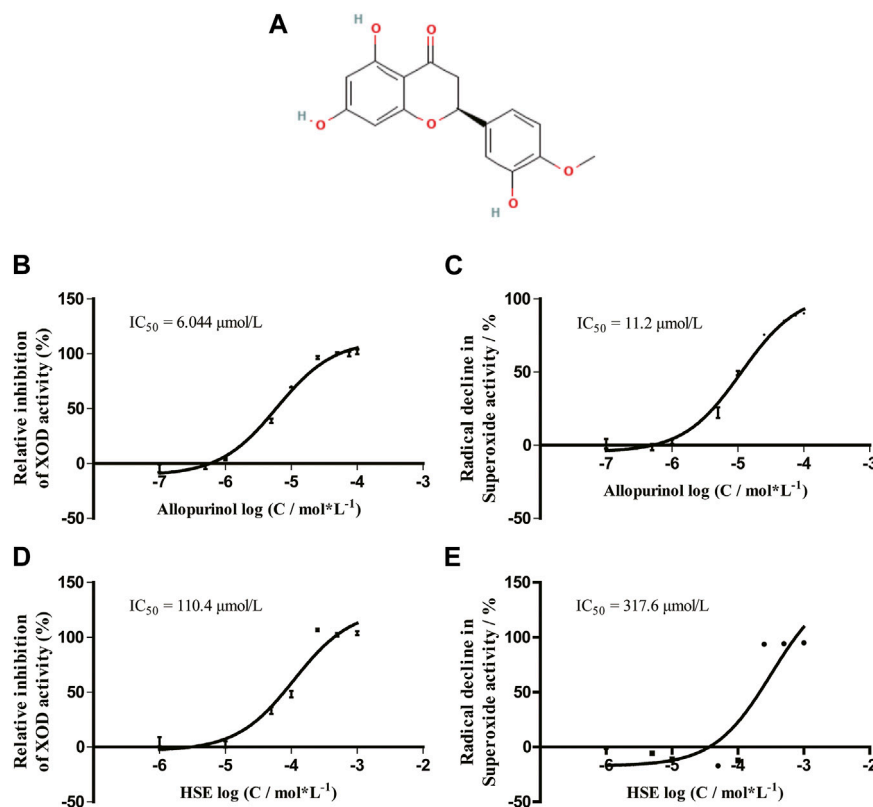 A
H
O
O
H
O
O
O
O
H
B
Relative inhibition
of XOD activity (%)
150
100
50
0
-50
IC50 = 6.044 μmol/L
-7
-6
-5
-4
-3
Allopurinol log (C / mol*L-1)
C
Radical decline in
Superoxide activity / %
100
50
0
-50
IC50 = 11.2 μmol/L
-7
-6
-5
-4
-3
Allopurinol log (C / mol*L-1)
D
Relative inhibition
of XOD activity (%)
150
100
50
0
-50
IC50 = 110.4 μmol/L
-6
-5
-4
-3
-2
HSE log (C / mol*L-1)
E
Radical decline in
Superoxide activity / %
150
100
50
0
-50
IC50 = 317.6 μmol/L
-6
-5
-4
-3
-2
HSE log (C / mol*L-1)